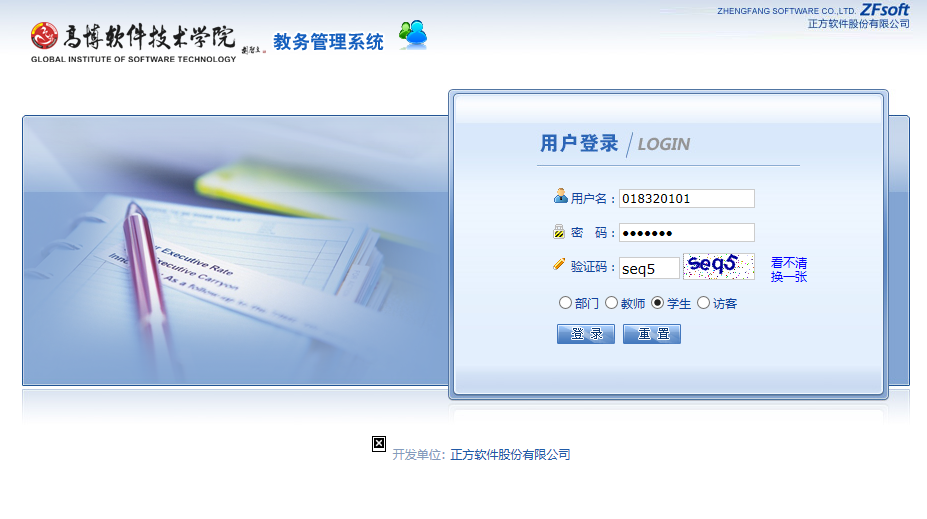 ZHENGFANG SOFTWARE CO.,LTD. ZFsoft
正方软件股份有限公司
高博软件技术学院 教务管理系统
GLOBAL INSTITUTE OF SOFTWARE TECHNOLOGY
用户登录 / LOGIN
用户名： 018320101
密 码： ●●●●●●●
验证码： seq5 seq5 看不清
换一张
部门 教师 学生 访客
登 录 重 置
Executive Rate
Executive Carryon
As a follow-up to the
开发单位: 正方软件股份有限公司